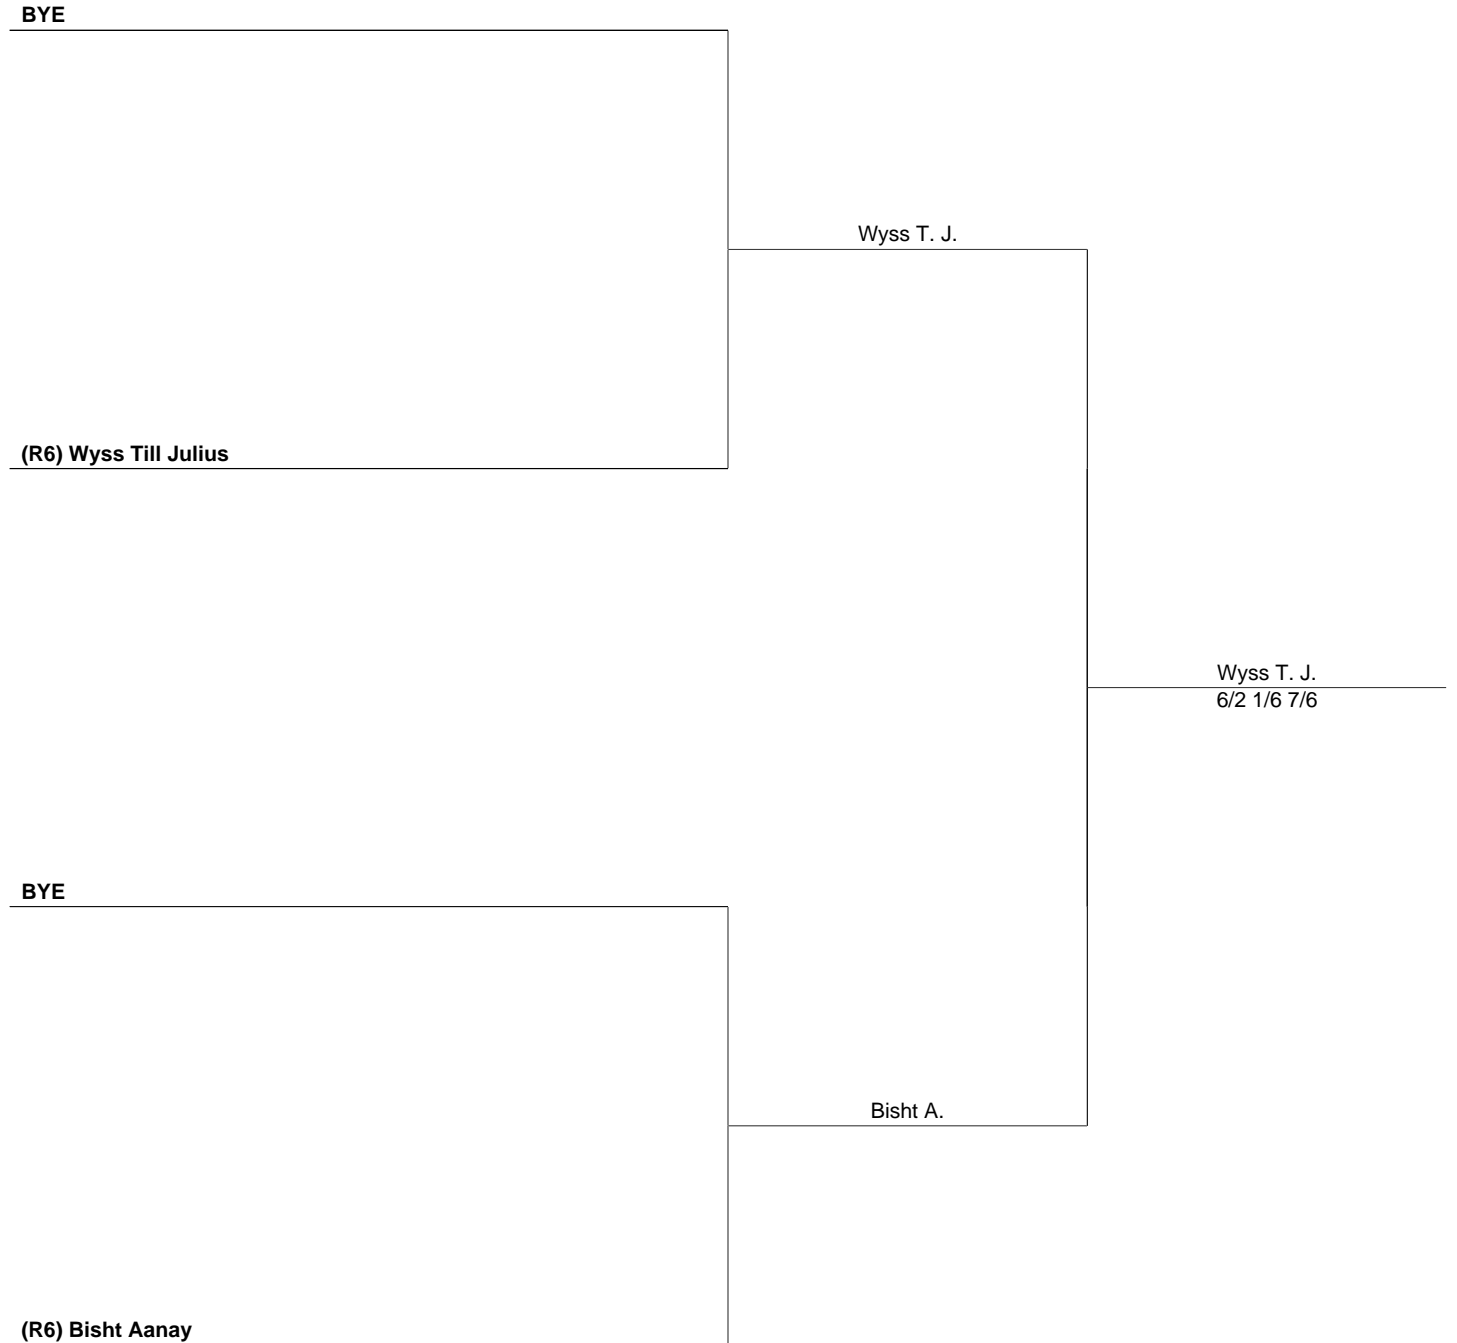 BYE
Wyss T. J.
(R6) Wyss Till Julius
Wyss T. J.
6/2 1/6 7/6
BYE
Bisht A.
(R6) Bisht Aanay